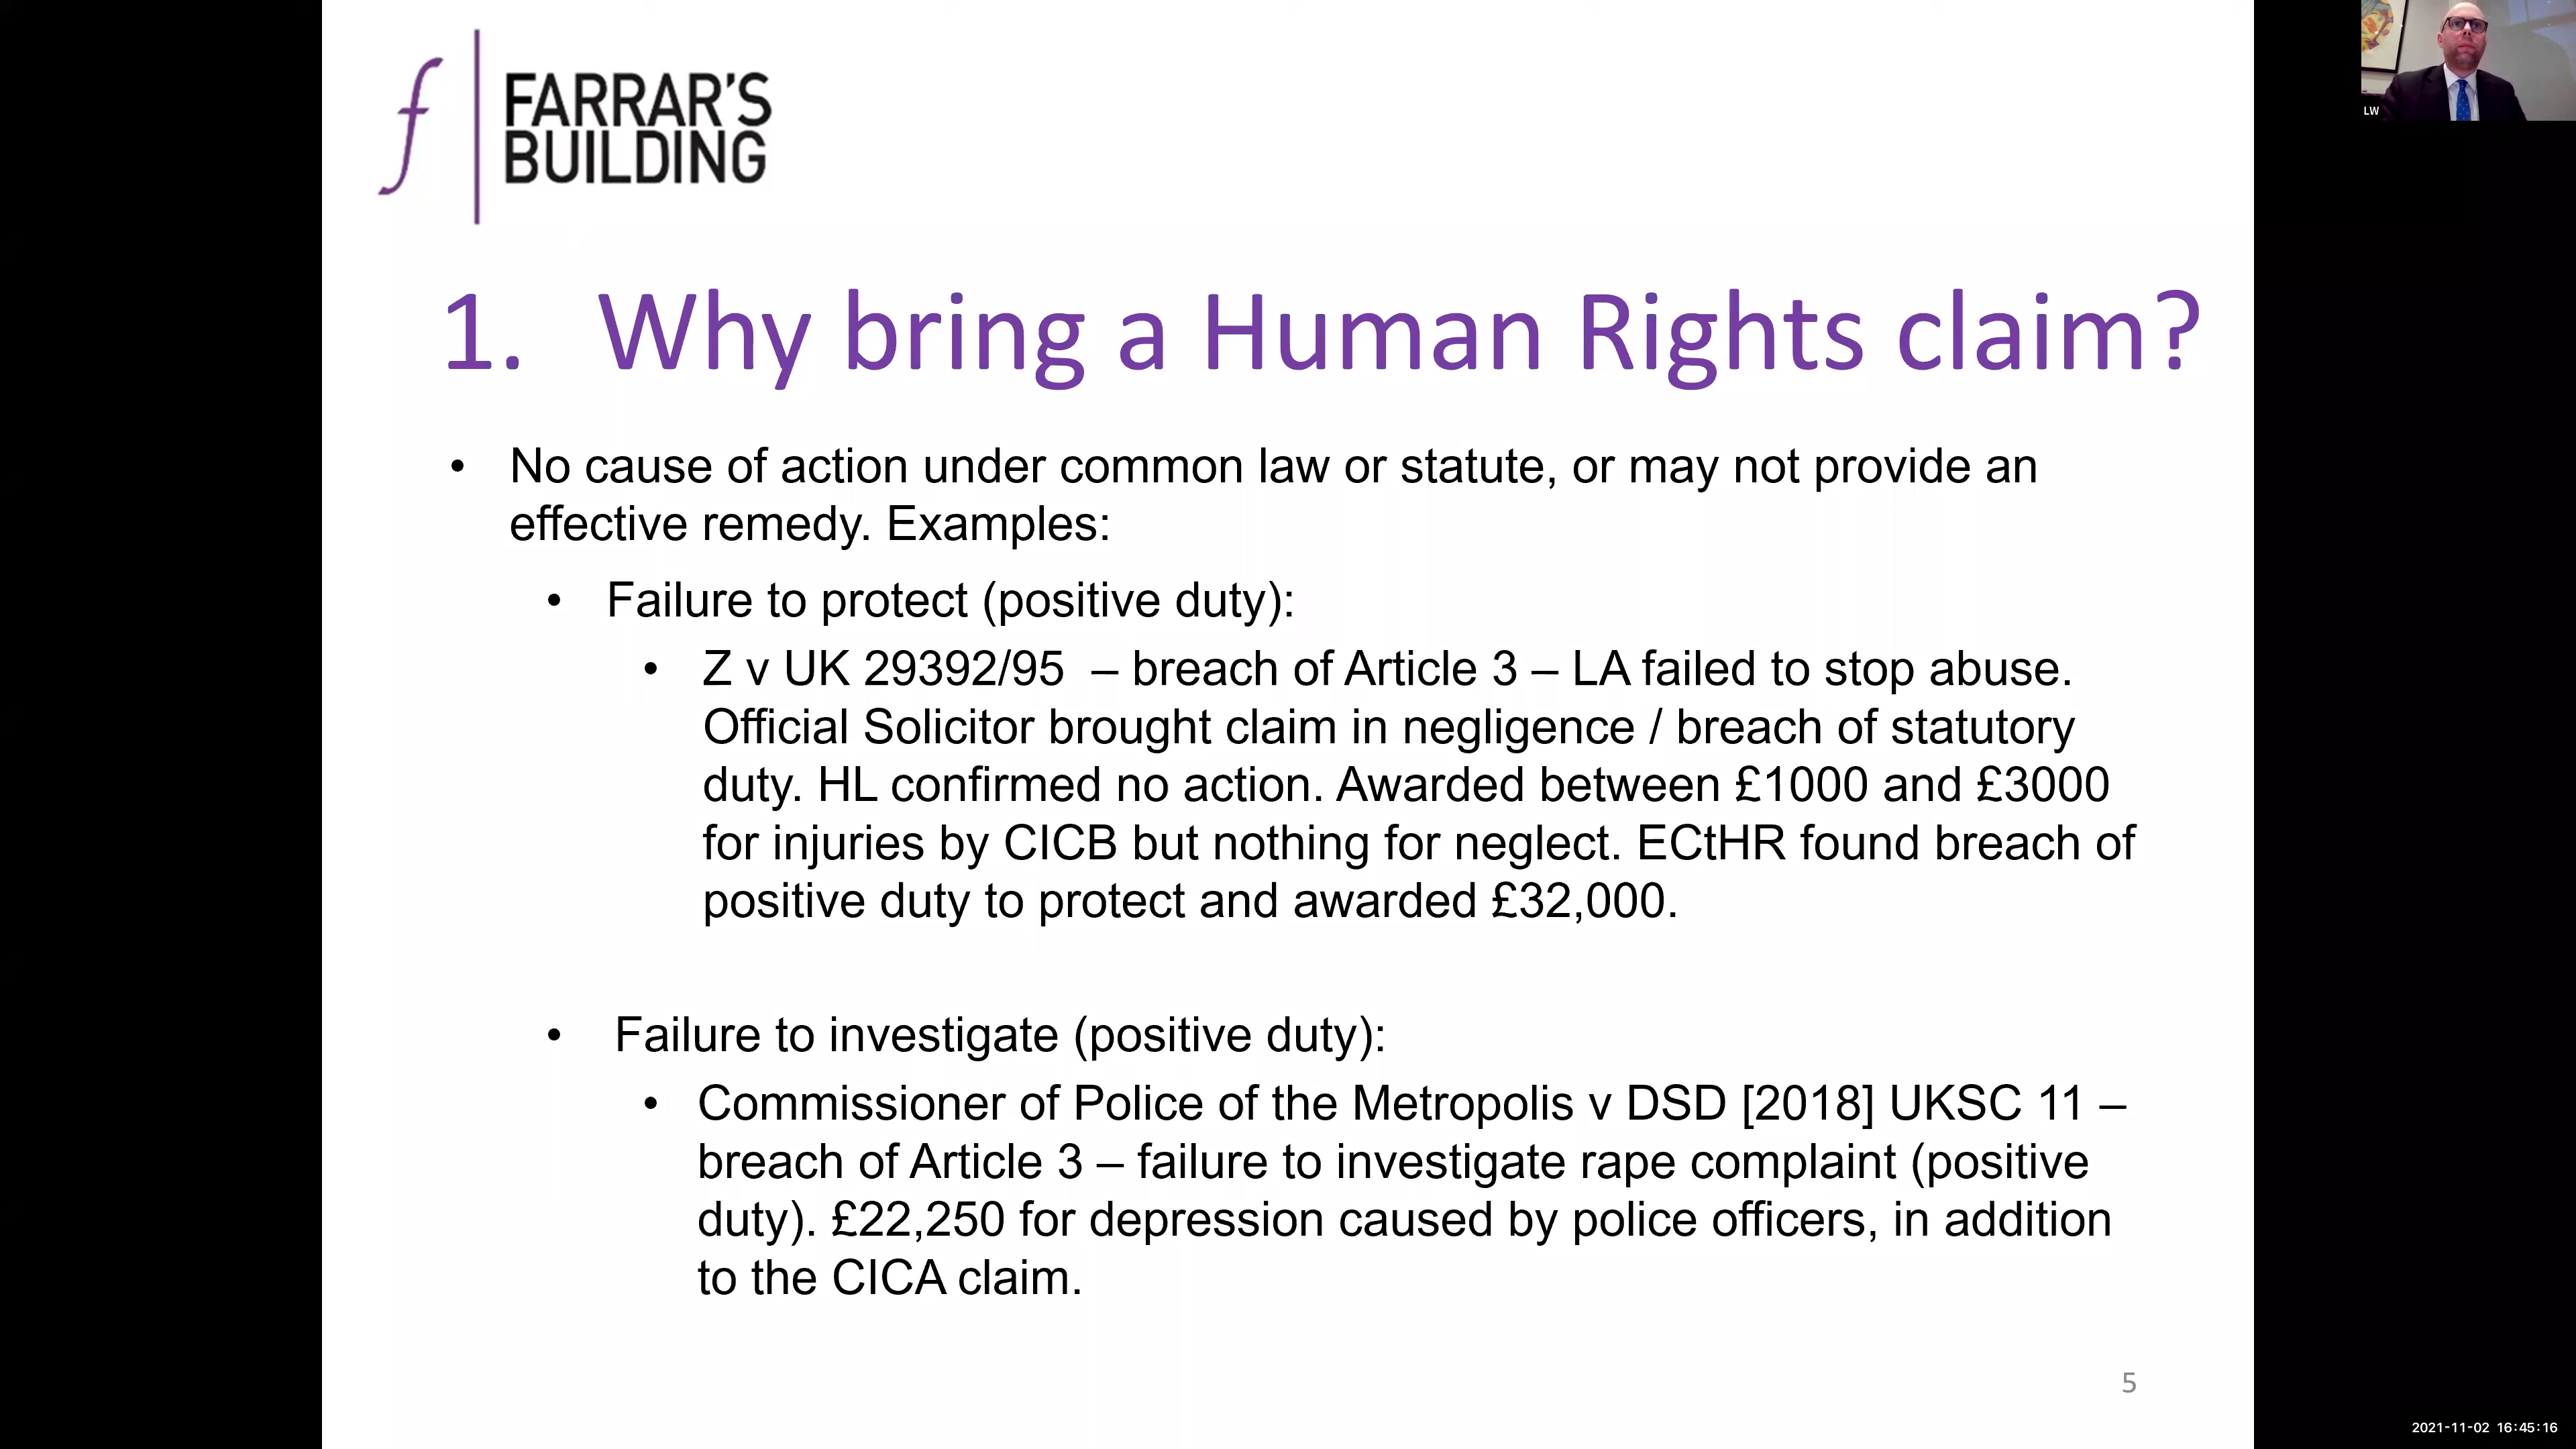 f
FARRAR'S
BUILDING
LW
1. Why bring a Human Rights claim?
• No cause of action under common law or statute, or may not provide an
effective remedy. Examples:
• Failure to protect (positive duty):
• Z v UK 29392/95 – breach of Article 3 – LA failed to stop abuse.
Official Solicitor brought claim in negligence / breach of statutory
duty. HL confirmed no action. Awarded between £1000 and £3000
for injuries by CICB but nothing for neglect. ECtHR found breach of
positive duty to protect and awarded £32,000.
• Failure to investigate (positive duty):
• Commissioner of Police of the Metropolis v DSD [2018] UKSC 11 –
breach of Article 3 – failure to investigate rape complaint (positive
duty). £22,250 for depression caused by police officers, in addition
to the CICA claim.
5
2021-11-02 16:45:16